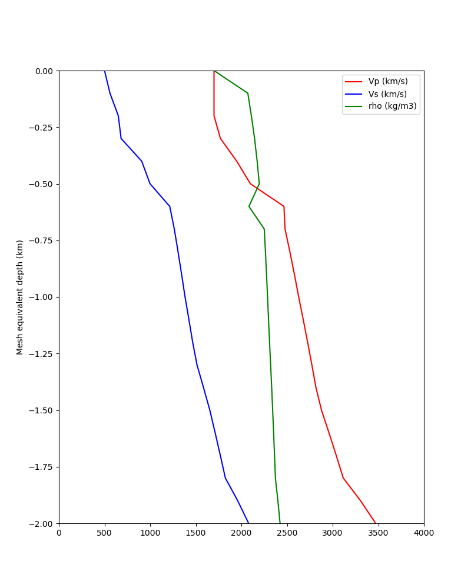 0.00
−0.25
−0.50
−0.75
−1.00
−1.25
−1.50
−1.75
−2.00
Mesh equivalent depth (km)
Vp (km/s)
Vs (km/s)
rho (kg/m3)
0 500 1000 1500 2000 2500 3000 3500 4000